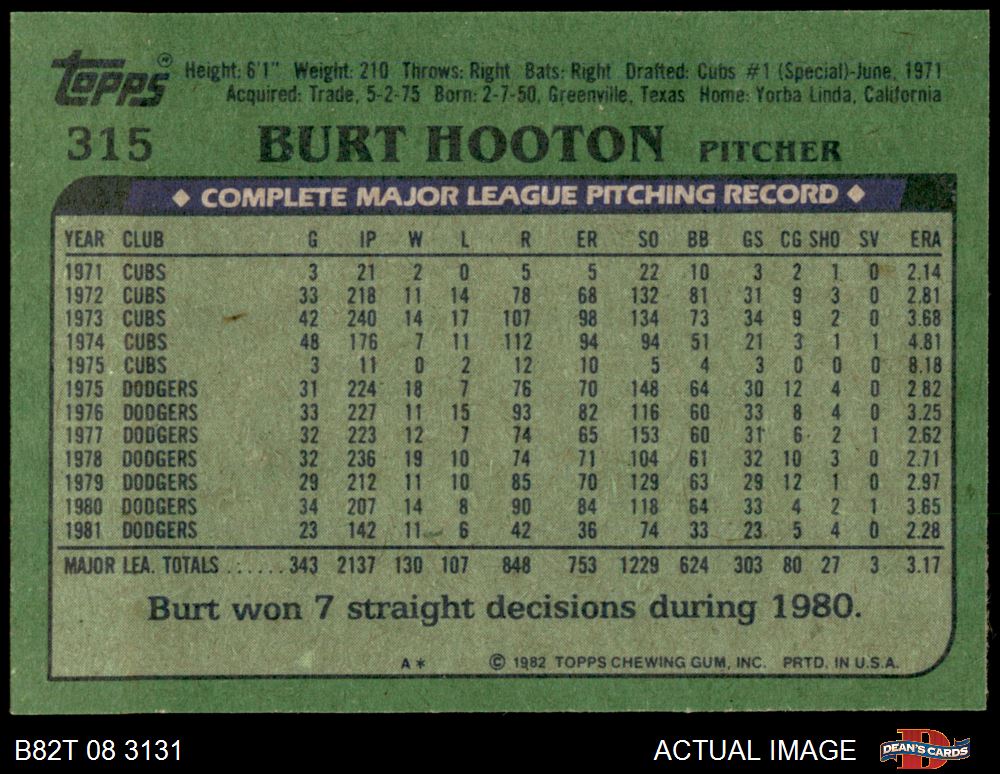 Topps® Height: 6'1" Weight: 210 Throws: Right Bats: Right Drafted: Cubs #1 (Special)-June, 1971
Acquired: Trade, 5-2-75 Born: 2-7-50, Greenville, Texas Home: Yorba Linda, California
315 BURT HOOTON PITCHER
◆ COMPLETE MAJOR LEAGUE PITCHING RECORD ◆
YEAR CLUB G IP W L R ER SO BB GS CG SHO SV ERA
1971 CUBS 3 21 2 0 5 5 22 10 3 2 1 0 2.14
1972 CUBS 33 218 11 14 78 68 132 81 31 9 3 0 2.81
1973 CUBS 42 240 14 17 107 98 134 73 34 9 2 0 3.68
1974 CUBS 48 176 7 11 112 94 94 51 21 3 1 1 4.81
1975 CUBS 3 11 0 2 12 10 5 4 3 0 0 0 8.18
1975 DODGERS 31 224 18 7 76 70 148 64 30 12 4 0 2.82
1976 DODGERS 33 227 11 15 93 82 116 60 33 8 4 0 3.25
1977 DODGERS 32 223 12 7 74 65 153 60 31 6 2 1 2.62
1978 DODGERS 32 236 19 10 74 71 104 61 32 10 3 0 2.71
1979 DODGERS 29 212 11 10 85 70 129 63 29 12 1 0 2.97
1980 DODGERS 34 207 14 8 90 84 118 64 33 4 2 1 3.65
1981 DODGERS 23 142 11 6 42 36 74 33 23 5 4 0 2.28
MAJOR LEA. TOTALS ...... 343 2137 130 107 848 753 1229 624 303 80 27 3 3.17
Burt won 7 straight decisions during 1980.
A* © 1982 TOPPS CHEWING GUM, INC. PRTD. IN U.S.A.
B82T 08 3131 ACTUAL IMAGE DEAN'S CARDS